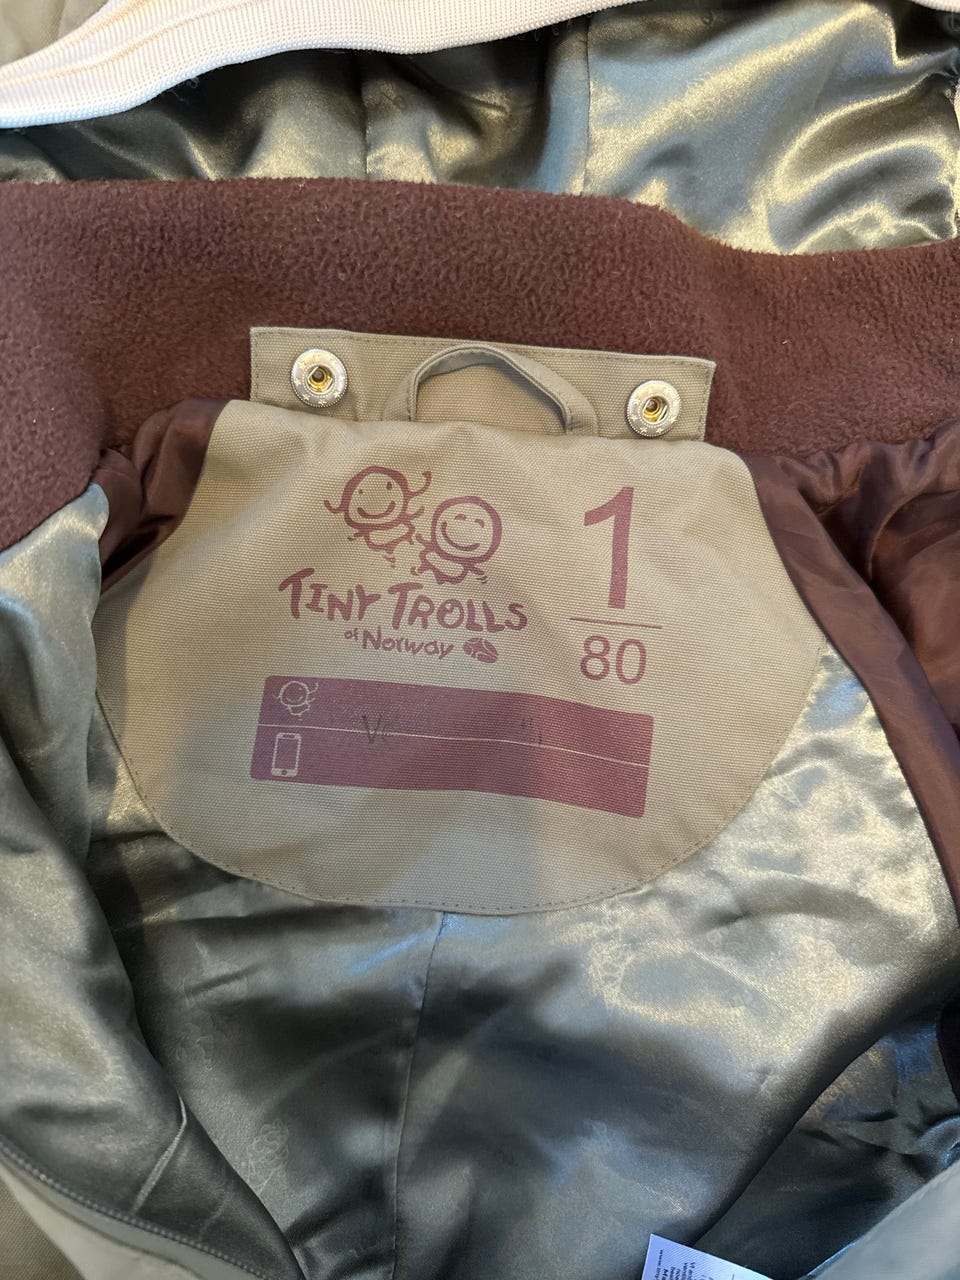 TINY TROLLS
of Norway
1
80